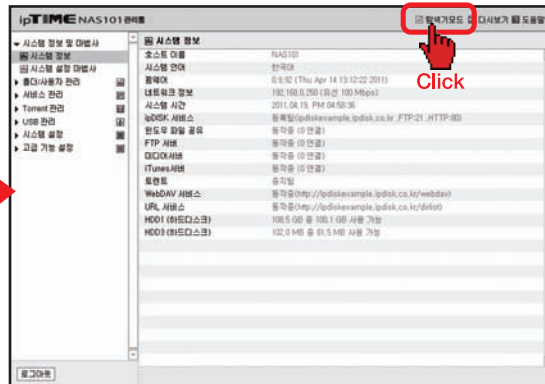 ipTIME NAS101관리툴
탐색기모드 다시보기 도움말
Click
시스템 정보 및 마법사
시스템 정보
시스템 설정 마법사
폴더/사용자 관리
서비스 관리
Torrent 관리
USB 관리
시스템 설정
고급 기능 설정
시스템 정보
호스트 이름 NAS101
시스템 언어 한국어
펌웨어 0.9.92 (Thu Apr 14 13:12:22 2011)
네트워크 정보 192.168.0.250 (유선 100 Mbps)
시스템 시간 2011.04.19. PM 04:58:36
ipDISK 서비스 등록됨(ipdiskexample.ipdisk.co.kr ,FTP:21 ,HTTP:80)
윈도우 파일 공유 동작중 (0 연결)
FTP 서버 동작중 (0 연결)
미디어서버 동작중 (0 연결)
iTunes서버 동작중 (0 연결)
토렌트 중지됨
WebDAV 서비스 동작중(http://ipdiskexample.ipdisk.co.kr/webdav)
URL 서비스 동작중(http://ipdiskexample.ipdisk.co.kr/dirlist)
HDD1 (하드디스크) 108.5 GB 중 108.1 GB 사용 가능
HDD3 (하드디스크) 102.0 MB 중 81.5 MB 사용 가능
로그아웃